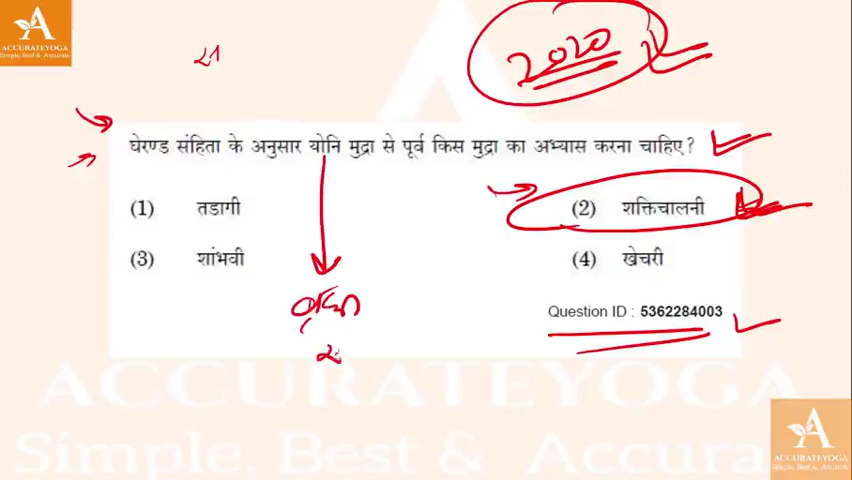 ACCURATEYOGA
Simple, Best & Accurate
2020
घेरण्ड संहिता के अनुसार योनि मुद्रा से पूर्व किस मुद्रा का अभ्यास करना चाहिए?
(1) तडागी
(2) शक्तिचालनी
(3) शांभवी
(4) खेचरी
Question ID : 5362284003
ACCURATEYOGA
Simple, Best & Accura
ACCURATEYOGA
Simple, Best & Accurate